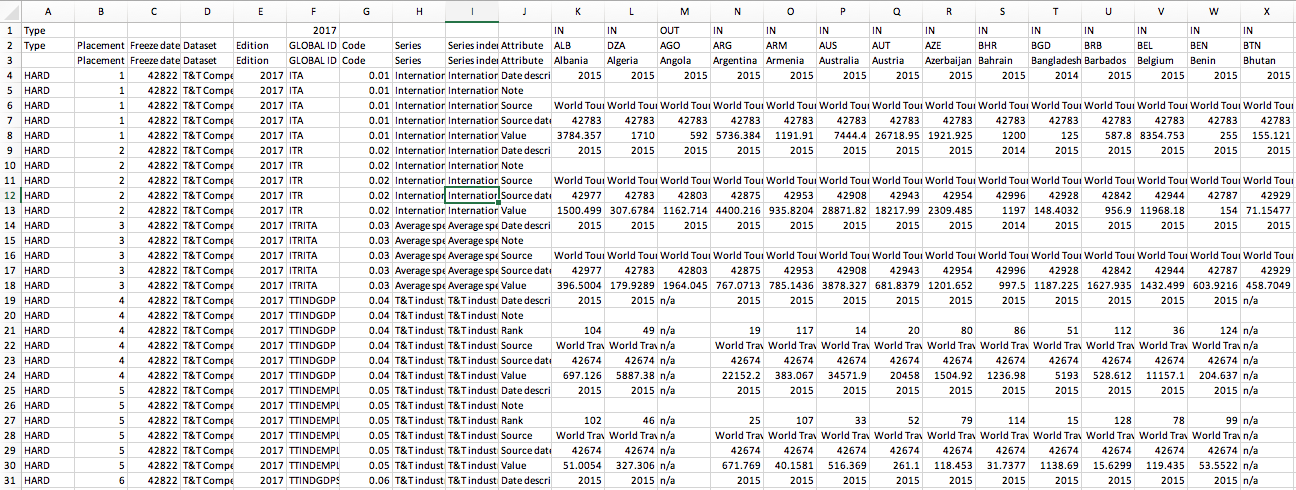 A B C D E F G H I J K L M N O P Q R S T U V W X
1 Type 2017 IN IN OUT IN IN IN IN IN IN IN IN IN IN IN
2 Type Placement Freeze date Dataset Edition GLOBAL ID Code Series Series inder Attribute ALB DZA AGO ARG ARM AUS AUT AZE BHR BGD BRB BEL BEN BTN
3 Placement Freeze date Dataset Edition GLOBAL ID Code Series Series inder Attribute Albania Algeria Angola Argentina Armenia Australia Austria Azerbaijan Bahrain Bangladesh Barbados Belgium Benin Bhutan
4 HARD 1 42822 T&T Compe 2017 ITA 0.01 Internation Internation Date descri 2015 2015 2015 2015 2015 2015 2015 2015 2015 2014 2015 2015 2015 2015
5 HARD 1 42822 T&T Compe 2017 ITA 0.01 Internation Internation Note
6 HARD 1 42822 T&T Compe 2017 ITA 0.01 Internation Internation Source World Tour World Tour World Tour World Tour World Tour World Tour World Tour World Tour World Tour World Tour World Tour World Tour World Tour World Tour
7 HARD 1 42822 T&T Compe 2017 ITA 0.01 Internation Internation Source date 42783 42783 42783 42783 42783 42783 42783 42783 42783 42783 42783 42783 42783 42783
8 HARD 1 42822 T&T Compe 2017 ITA 0.01 Internation Internation Value 3784.357 1710 592 5736.384 1191.91 7444.4 26718.95 1921.925 1200 125 587.8 8354.753 255 155.121
9 HARD 2 42822 T&T Compe 2017 ITR 0.02 Internation Internation Date descri 2015 2015 2015 2015 2015 2015 2015 2015 2014 2015 2015 2015 2015 2015
10 HARD 2 42822 T&T Compe 2017 ITR 0.02 Internation Internation Note
11 HARD 2 42822 T&T Compe 2017 ITR 0.02 Internation Internation Source World Tour World Tour World Tour World Tour World Tour World Tour World Tour World Tour World Tour World Tour World Tour World Tour World Tour World Tour
12 HARD 2 42822 T&T Compe 2017 ITR 0.02 Internation Internation Source date 42977 42783 42803 42875 42953 42908 42943 42954 42996 42928 42842 42944 42787 42929
13 HARD 2 42822 T&T Compe 2017 ITR 0.02 Internation Internation Value 1500.499 307.6784 1162.714 4400.216 935.8204 28871.82 18217.99 2309.485 1197 148.4032 956.9 11968.18 154 71.15477
14 HARD 3 42822 T&T Compe 2017 ITRITA 0.03 Average spe Average spe Date descri 2015 2015 2015 2015 2015 2015 2015 2015 2014 2015 2015 2015 2015 2015
15 HARD 3 42822 T&T Compe 2017 ITRITA 0.03 Average spe Average spe Note
16 HARD 3 42822 T&T Compe 2017 ITRITA 0.03 Average spe Average spe Source World Tour World Tour World Tour World Tour World Tour World Tour World Tour World Tour World Tour World Tour World Tour World Tour World Tour World Tour
17 HARD 3 42822 T&T Compe 2017 ITRITA 0.03 Average spe Average spe Source date 42977 42783 42803 42875 42953 42908 42943 42954 42996 42928 42842 42944 42787 42929
18 HARD 3 42822 T&T Compe 2017 ITRITA 0.03 Average spe Average spe Value 396.5004 179.9289 1964.045 767.0713 785.1436 3878.327 681.8379 1201.652 997.5 1187.225 1627.935 1432.499 603.9216 458.7049
19 HARD 4 42822 T&T Compe 2017 TTINDGDP 0.04 T&T indust T&T indust Date descri 2015 2015 n/a 2015 2015 2015 2015 2015 2015 2015 2015 2015 2015 n/a
20 HARD 4 42822 T&T Compe 2017 TTINDGDP 0.04 T&T indust T&T indust Note
21 HARD 4 42822 T&T Compe 2017 TTINDGDP 0.04 T&T indust T&T indust Rank 104 49 n/a 19 117 14 20 80 86 51 112 36 124 n/a
22 HARD 4 42822 T&T Compe 2017 TTINDGDP 0.04 T&T indust T&T indust Source World Trav World Trav n/a World Trav World Trav World Trav World Trav World Trav World Trav World Trav World Trav World Trav World Trav n/a
23 HARD 4 42822 T&T Compe 2017 TTINDGDP 0.04 T&T indust T&T indust Source date 42674 42674 n/a 42674 42674 42674 42674 42674 42674 42674 42674 42674 42674 n/a
24 HARD 4 42822 T&T Compe 2017 TTINDGDP 0.04 T&T indust T&T indust Value 697.126 5887.38 n/a 22152.2 383.067 34571.9 20458 1504.92 1236.98 5193 528.612 11157.1 204.637 n/a
25 HARD 5 42822 T&T Compe 2017 TTINDEMPL 0.05 T&T indust T&T indust Date descri 2015 2015 n/a 2015 2015 2015 2015 2015 2015 2015 2015 2015 2015 n/a
26 HARD 5 42822 T&T Compe 2017 TTINDEMPL 0.05 T&T indust T&T indust Note
27 HARD 5 42822 T&T Compe 2017 TTINDEMPL 0.05 T&T indust T&T indust Rank 102 46 n/a 25 107 33 52 79 114 15 128 78 99 n/a
28 HARD 5 42822 T&T Compe 2017 TTINDEMPL 0.05 T&T indust T&T indust Source World Trav World Trav n/a World Trav World Trav World Trav World Trav World Trav World Trav World Trav World Trav World Trav World Trav n/a
29 HARD 5 42822 T&T Compe 2017 TTINDEMPL 0.05 T&T indust T&T indust Source date 42674 42674 n/a 42674 42674 42674 42674 42674 42674 42674 42674 42674 42674 n/a
30 HARD 5 42822 T&T Compe 2017 TTINDEMPL 0.05 T&T indust T&T indust Value 51.0054 327.306 n/a 671.769 40.1581 516.369 261.1 118.453 31.7377 1138.69 15.6299 119.435 53.5522 n/a
31 HARD 6 42822 T&T Compe 2017 TTINDGDPS 0.06 T&T indust T&T indust Date descri 2015 2015 n/a 2015 2015 2015 2015 2015 2015 2015 2015 2015 2015 n/a